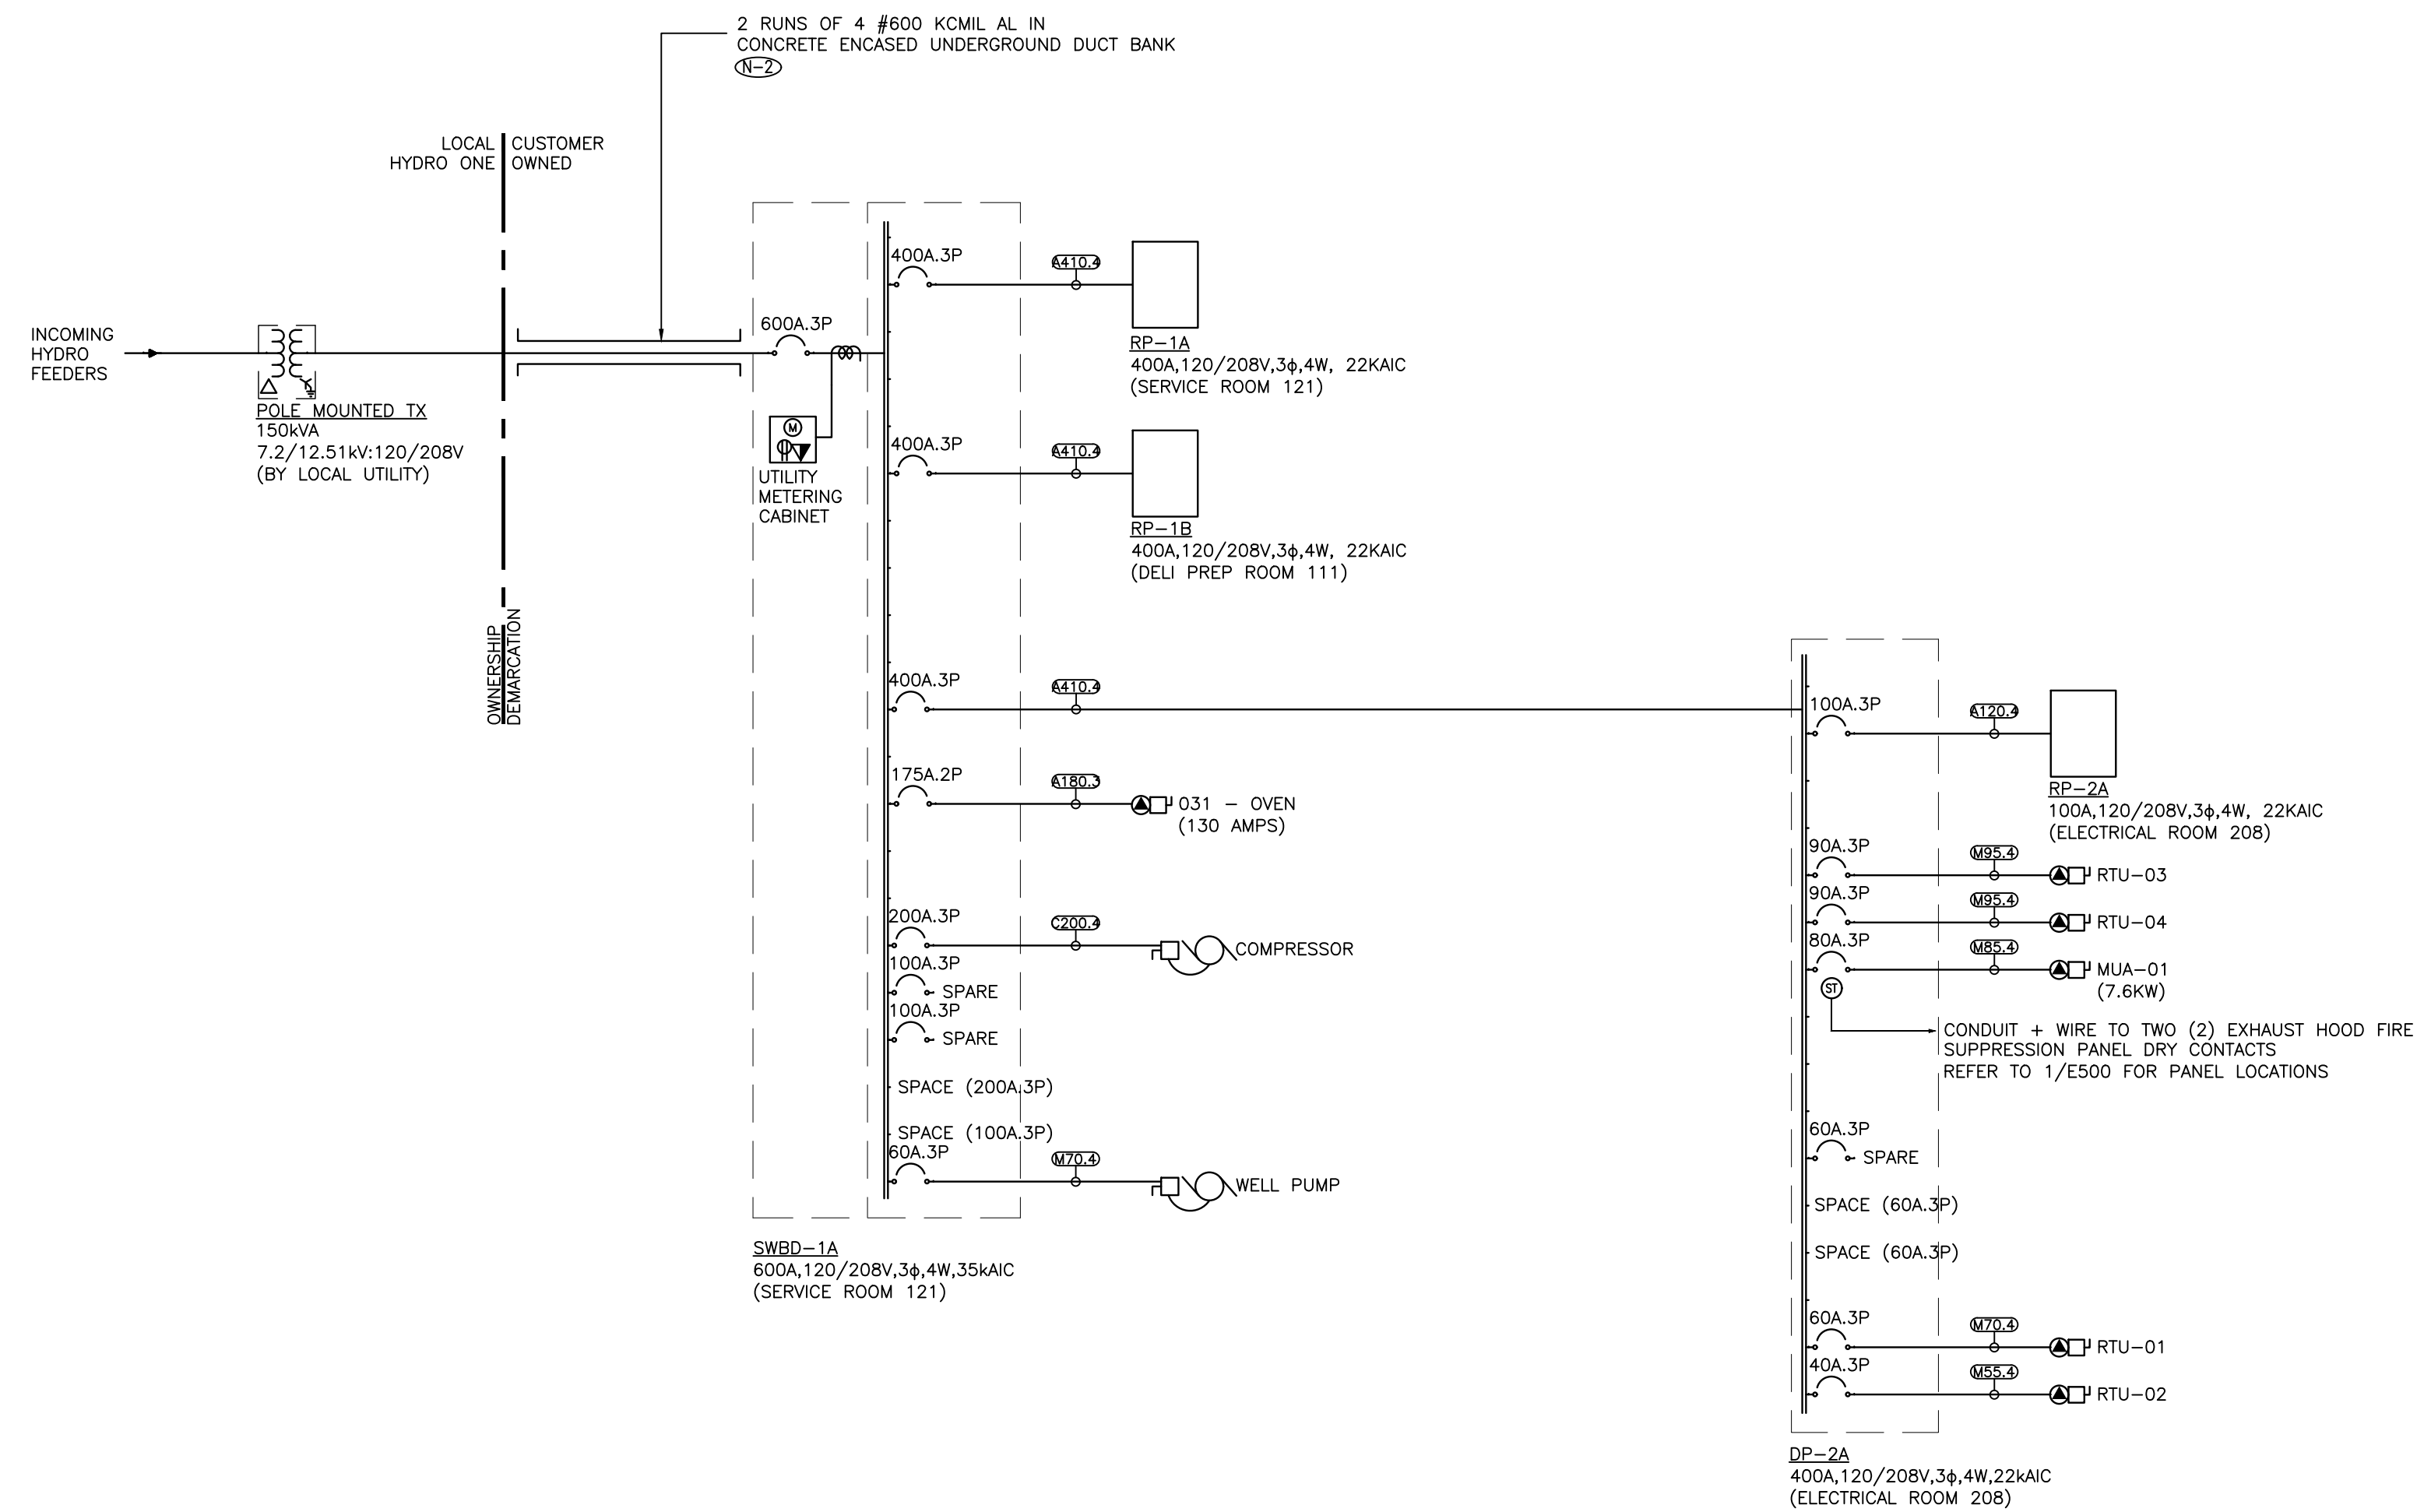 2 RUNS OF 4 #600 KCMIL AL IN
CONCRETE ENCASED UNDERGROUND DUCT BANK
N-2
LOCAL
HYDRO ONE
CUSTOMER
OWNED
OWNERSHIP
DEMARCATION
INCOMING
HYDRO
FEEDERS
POLE MOUNTED TX
150kVA
7.2/12.51kV:120/208V
(BY LOCAL UTILITY)
600A.3P
M
UTILITY
METERING
CABINET
400A.3P
A410.4
RP-1A
400A,120/208V,3ϕ,4W, 22KAIC
(SERVICE ROOM 121)
400A.3P
A410.4
RP-1B
400A,120/208V,3ϕ,4W, 22KAIC
(DELI PREP ROOM 111)
400A.3P
A410.4
175A.2P
A180.3
031 - OVEN
(130 AMPS)
200A.3P
C200.4
COMPRESSOR
100A.3P
SPARE
100A.3P
SPARE
SPACE (200A.3P)
SPACE (100A.3P)
60A.3P
M70.4
WELL PUMP
SWBD-1A
600A,120/208V,3ϕ,4W,35kAIC
(SERVICE ROOM 121)
100A.3P
A120.4
RP-2A
100A,120/208V,3ϕ,4W, 22KAIC
(ELECTRICAL ROOM 208)
90A.3P
M95.4
RTU-03
90A.3P
M95.4
RTU-04
80A.3P
M85.4
MUA-01
(7.6KW)
ST
CONDUIT + WIRE TO TWO (2) EXHAUST HOOD FIRE
SUPPRESSION PANEL DRY CONTACTS
REFER TO 1/E500 FOR PANEL LOCATIONS
60A.3P
SPARE
SPACE (60A.3P)
SPACE (60A.3P)
60A.3P
M70.4
RTU-01
40A.3P
M55.4
RTU-02
DP-2A
400A,120/208V,3ϕ,4W,22kAIC
(ELECTRICAL ROOM 208)